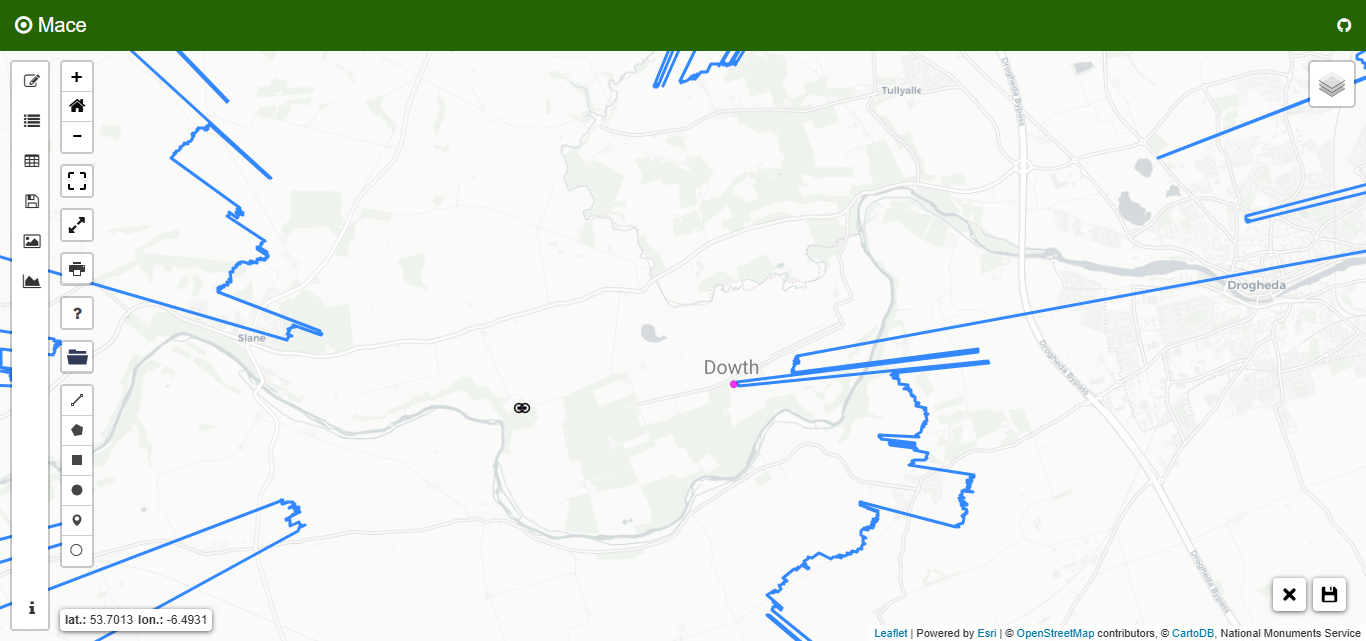 Mace
Tullyalle
Drogheda Bypass
+
−
?
Drogheda
Slane
Drogheda Bypass
Dowth
Drogheda Bypass
i
lat.: 53.7013 lon.: -6.4931
Leaflet | Powered by Esri | © OpenStreetMap contributors, © CartoDB, National Monuments Service